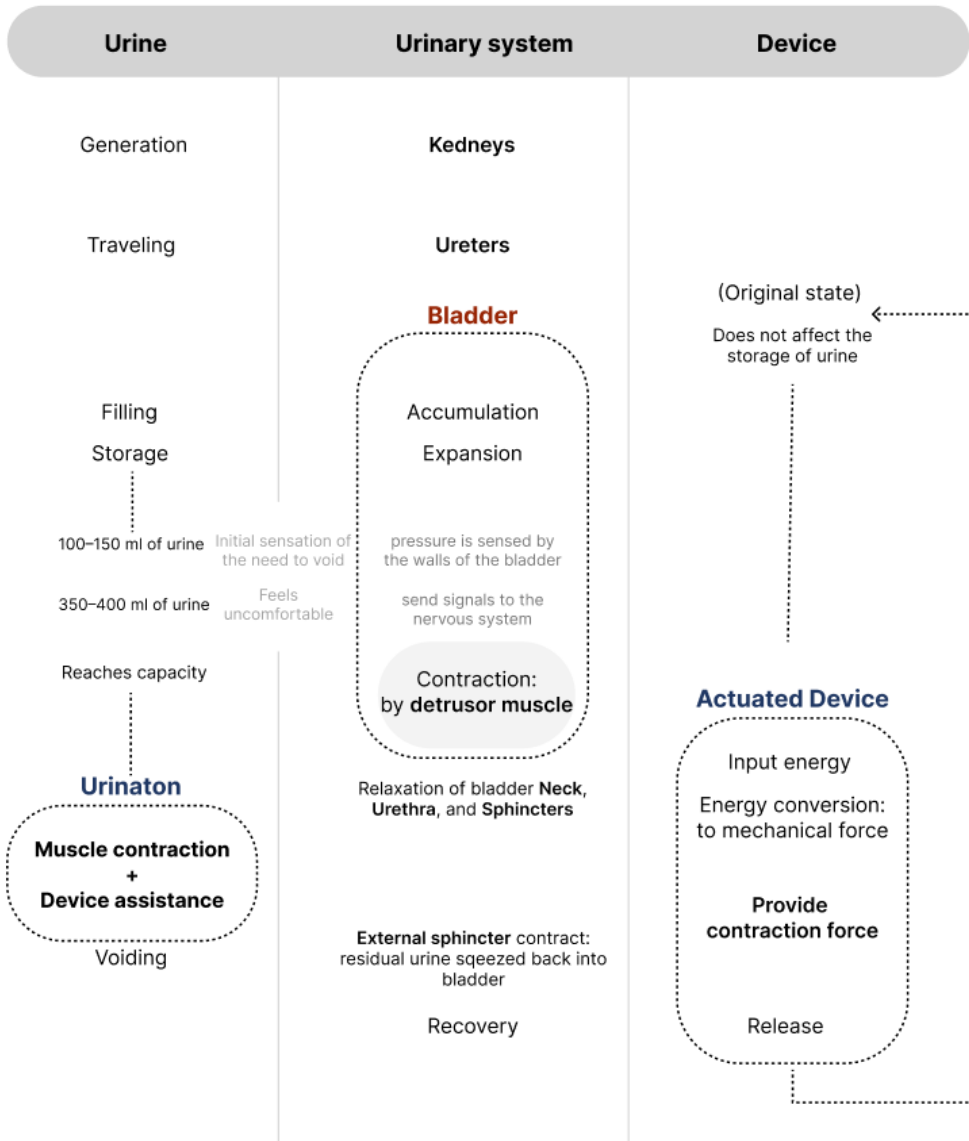 Urine
Urinary system
Device
Generation
Kedneys
Traveling
Ureters
(Original state)
Does not affect the
storage of urine
Bladder
Filling
Accumulation
Storage
Expansion
100–150 ml of urine
Initial sensation of
the need to void
pressure is sensed by
the walls of the bladder
350–400 ml of urine
Feels
uncomfortable
send signals to the
nervous system
Reaches capacity
Contraction:
by detrusor muscle
Actuated Device
Input energy
Energy conversion:
to mechanical force
Provide
contraction force
Release
Urinaton
Muscle contraction
+
Device assistance
Voiding
Relaxation of bladder Neck,
Urethra, and Sphincters
External sphincter contract:
residual urine sqeezed back into
bladder
Recovery